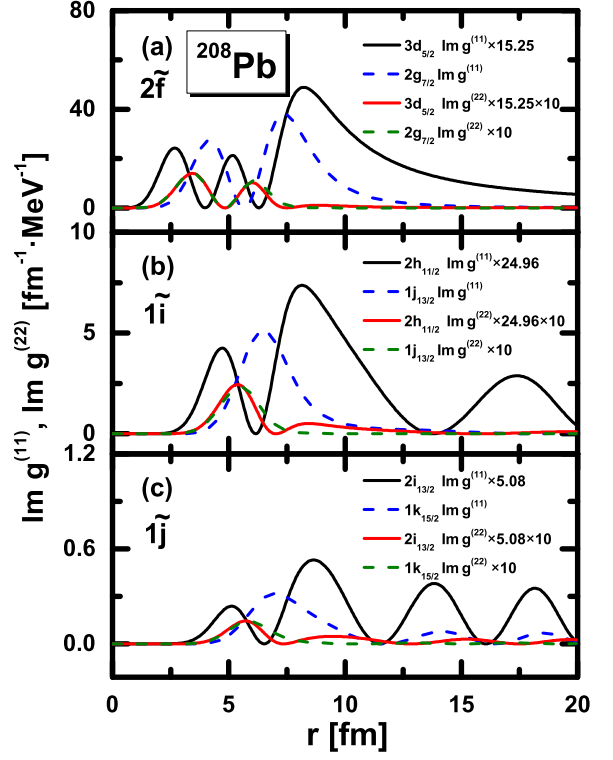 80
(a)
²⁰⁸Pb
2f̃
3d₅/₂ Im g⁽¹¹⁾×15.25
2g₇/₂ Im g⁽¹¹⁾
3d₅/₂ Im g⁽²²⁾×15.25×10
2g₇/₂ Im g⁽²²⁾ ×10
40
0
10
(b)
1ĩ
2h₁₁/₂ Im g⁽¹¹⁾×24.96
1j₁₃/₂ Im g⁽¹¹⁾
2h₁₁/₂ Im g⁽²²⁾×24.96×10
1j₁₃/₂ Im g⁽²²⁾ ×10
5
0
1.2
(c)
1j̃
2i₁₃/₂ Im g⁽¹¹⁾×5.08
1k₁₅/₂ Im g⁽¹¹⁾
2i₁₃/₂ Im g⁽²²⁾×5.08×10
1k₁₅/₂ Im g⁽²²⁾ ×10
0.6
0.0
0 5 10 15 20
r [fm]
Im g⁽¹¹⁾, Im g⁽²²⁾ [fm⁻¹·MeV⁻¹]